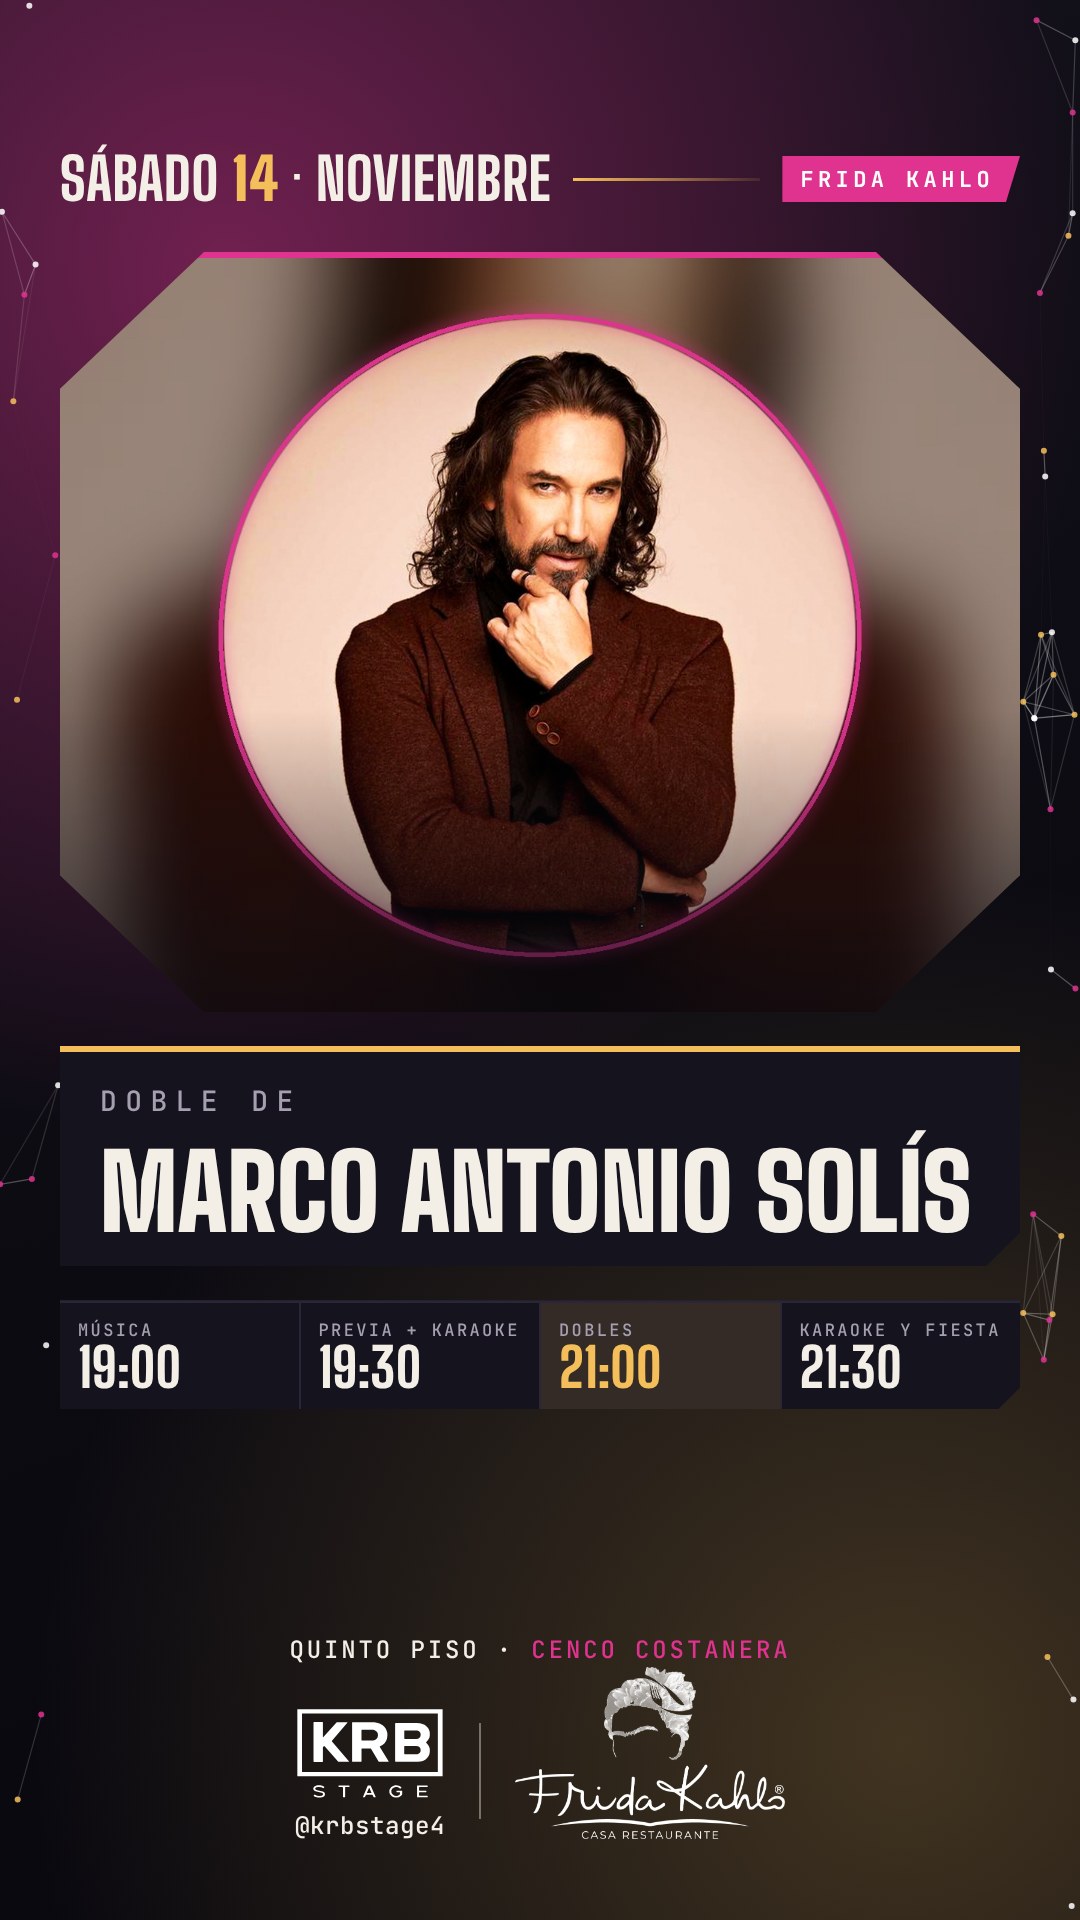 SÁBADO 14 · NOVIEMBRE
FRIDA KAHLO
DOBLE DE
MARCO ANTONIO SOLÍS
MÚSICA
19:00
PREVIA + KARAOKE
19:30
DOBLES
21:00
KARAOKE Y FIESTA
21:30
QUINTO PISO · CENCO COSTANERA
KRB
STAGE
@krbstage4
Frida Kahlo®
CASA RESTAURANTE